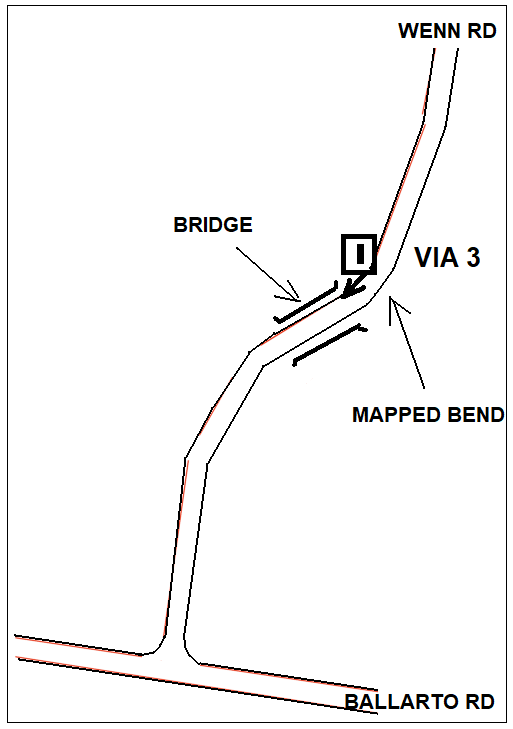 WENN RD
BRIDGE
I
VIA 3
MAPPED BEND
BALLARTO RD